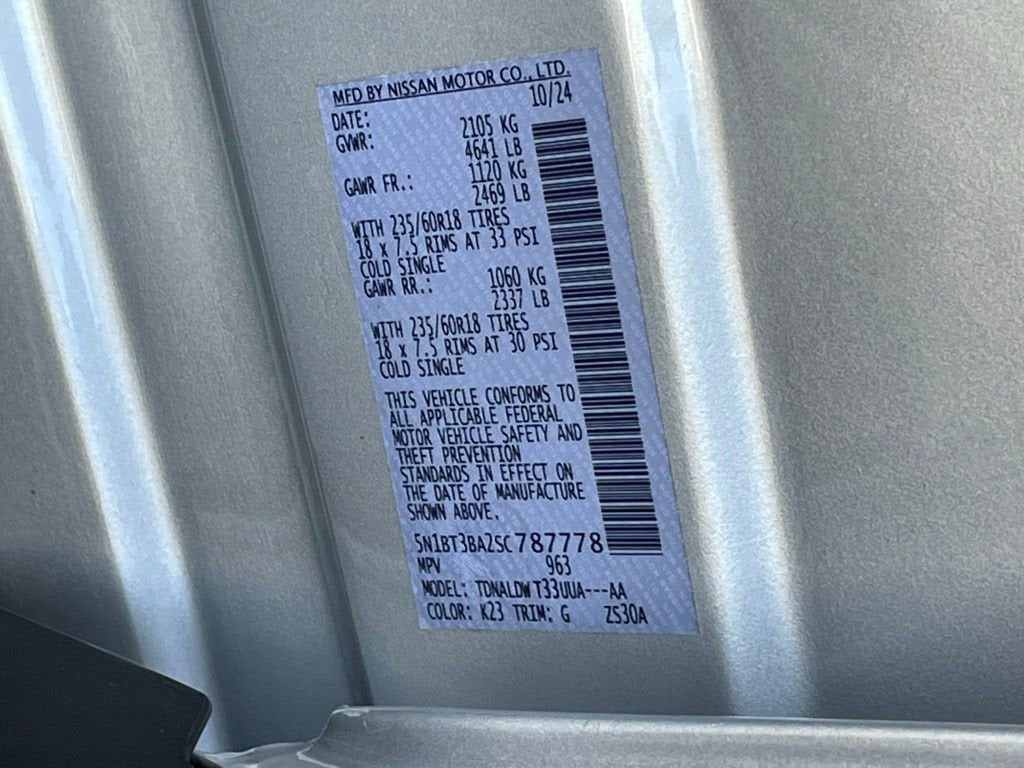 MFD BY NISSAN MOTOR CO., LTD.
DATE: 10/24
GVWR: 2105 KG
4641 LB
GAWR FR.: 1120 KG
2469 LB
WITH 235/60R18 TIRES
18 x 7.5 RIMS AT 33 PSI
COLD SINGLE
GAWR RR.: 1060 KG
2337 LB
WITH 235/60R18 TIRES
18 x 7.5 RIMS AT 30 PSI
COLD SINGLE
THIS VEHICLE CONFORMS TO
ALL APPLICABLE FEDERAL
MOTOR VEHICLE SAFETY AND
THEFT PREVENTION
STANDARDS IN EFFECT ON
THE DATE OF MANUFACTURE
SHOWN ABOVE.
5N1BT3BA2SC787778
MPV 963
MODEL: TDNALDWT33UUA---AA
COLOR: K23 TRIM: G ZS30A